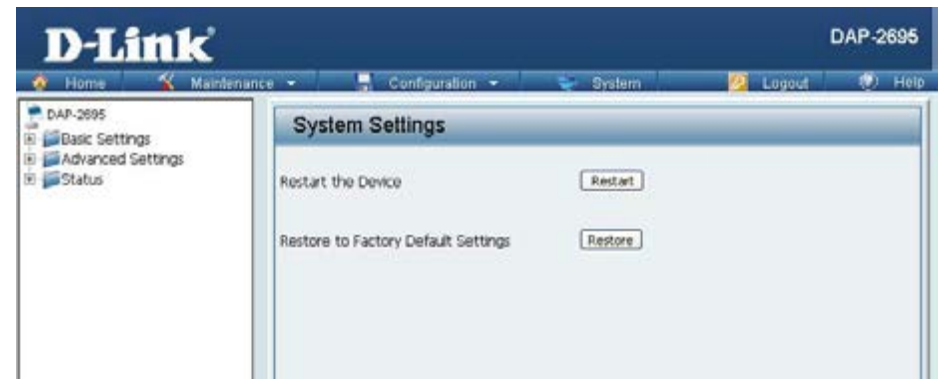 D-Link
DAP-2695
Home Maintenance Configuration System Logout Help
DAP-2695
Basic Settings
Advanced Settings
Status
System Settings
Restart the Device Restart
Restore to Factory Default Settings Restore